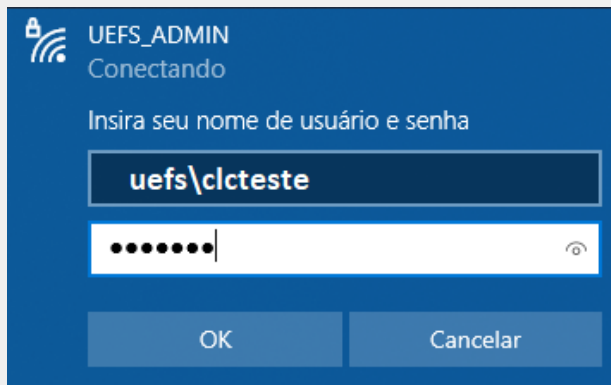 UEFS_ADMIN
Conectando
Insira seu nome de usuário e senha
uefs\clcteste
•••••••
OK
Cancelar